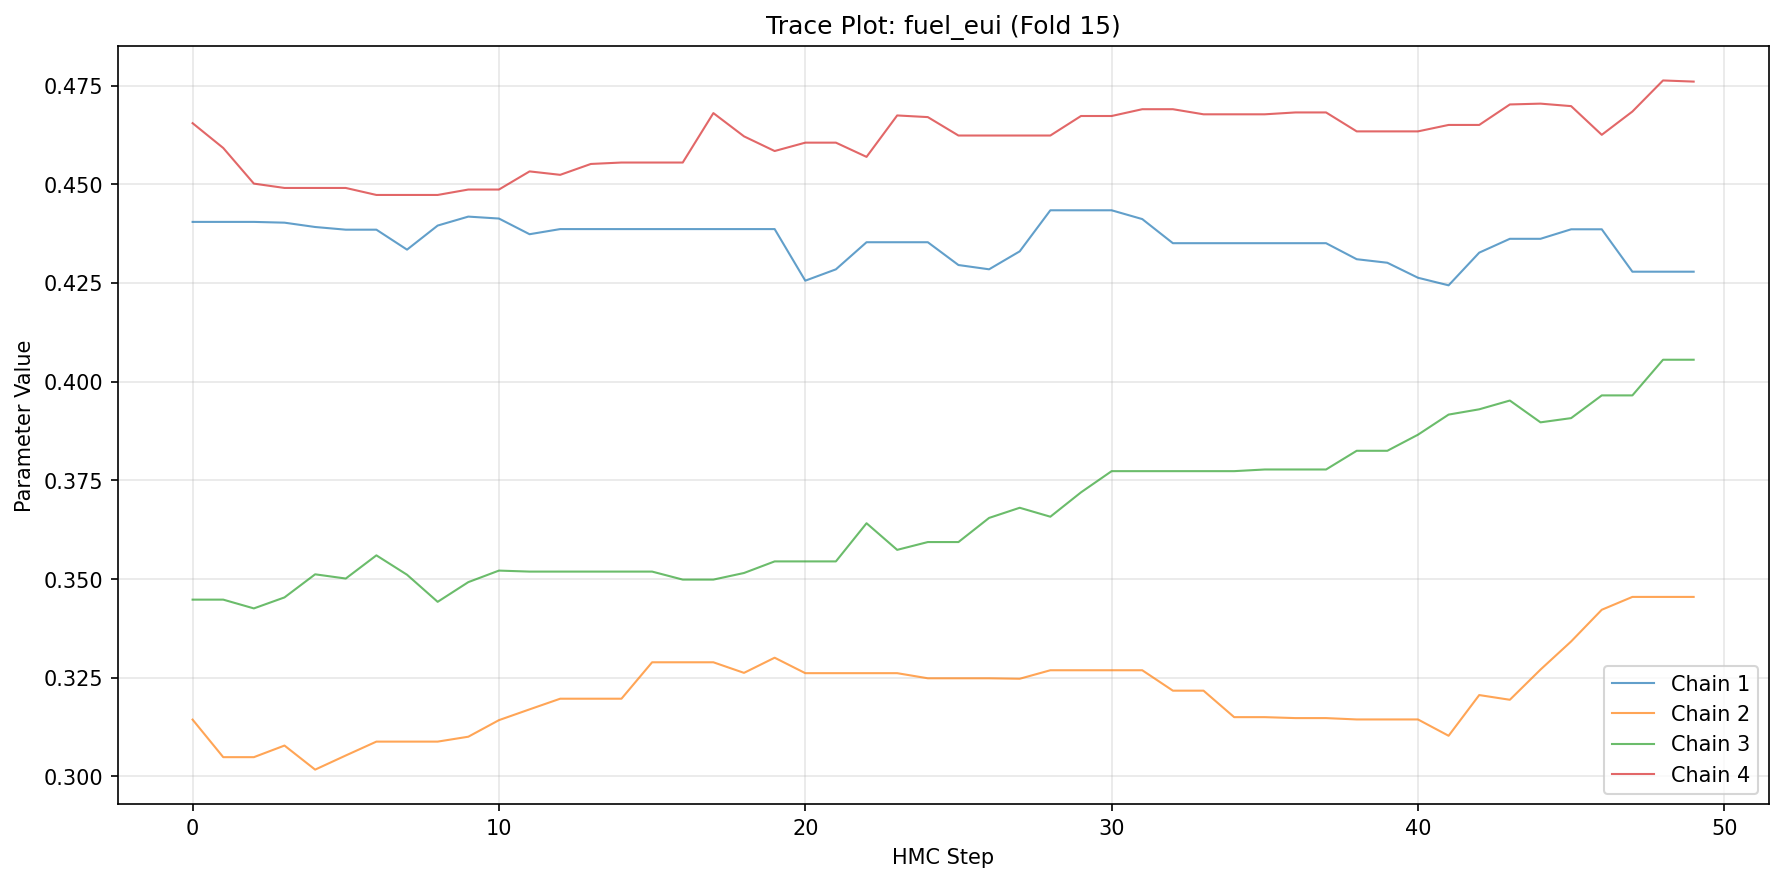 Trace Plot: fuel_eui (Fold 15)
Parameter Value
0.475
0.450
0.425
0.400
0.375
0.350
0.325
0.300
0 10 20 30 40 50
HMC Step
Chain 1
Chain 2
Chain 3
Chain 4